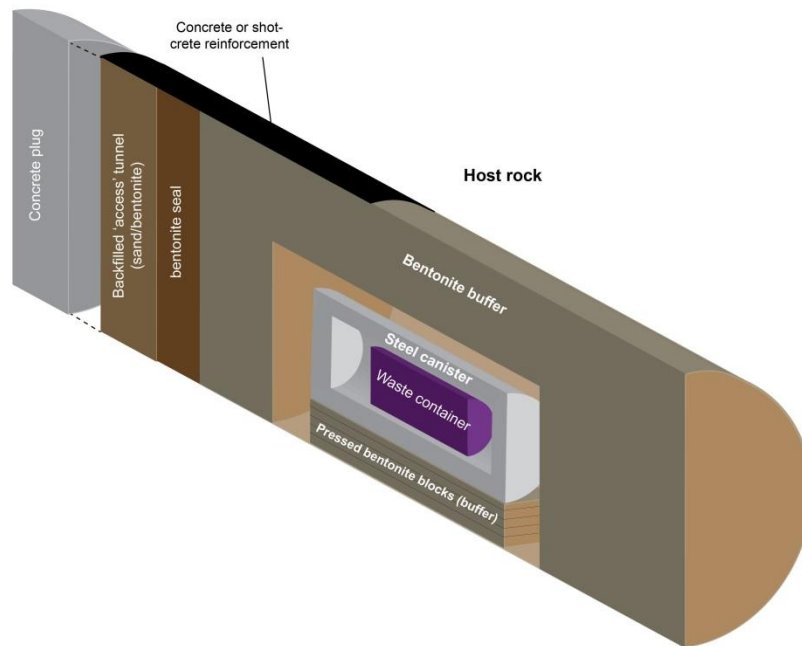 Concrete or shot-
crete reinforcement
Host rock
Concrete plug
Backfilled 'access' tunnel
(sand/bentonite)
bentonite seal
Bentonite buffer
Steel canister
Waste container
Pressed bentonite blocks (buffer)